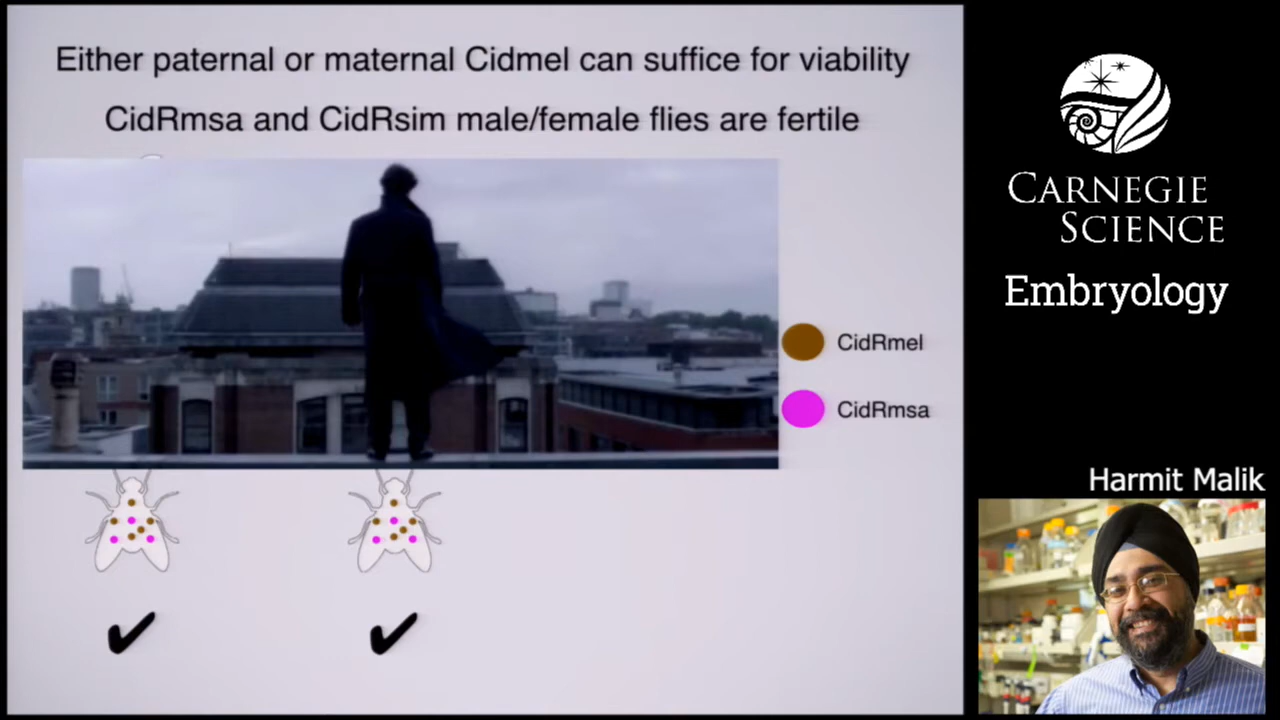 Either paternal or maternal Cidmel can suffice for viability
CidRmsa and CidRsim male/female flies are fertile
CidRmel
CidRmsa
CARNEGIE
SCIENCE
Embryology
Harmit Malik